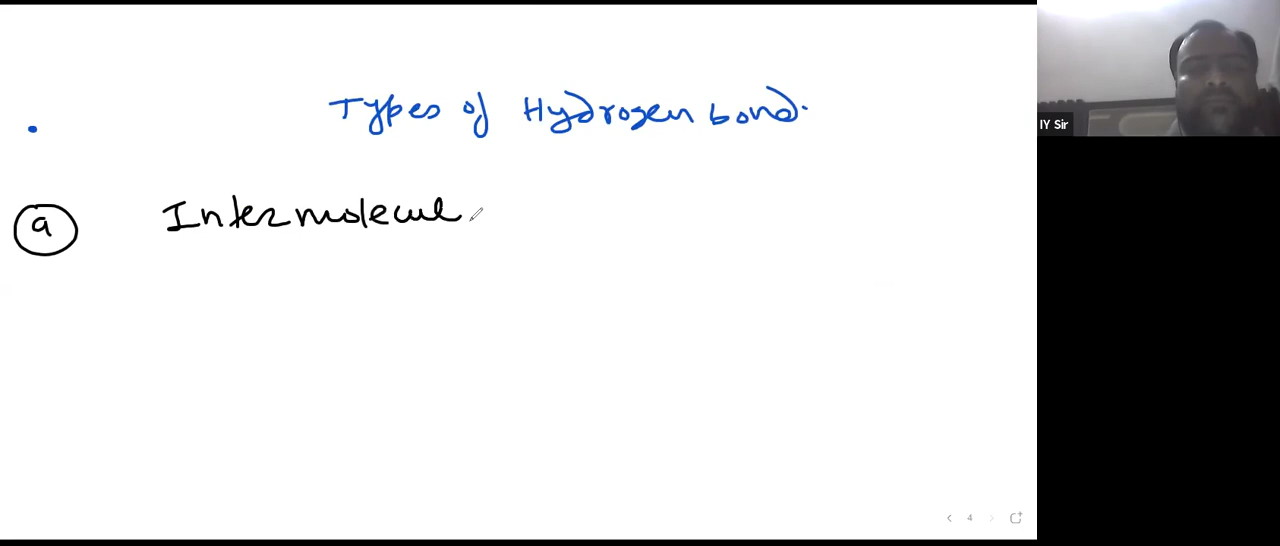 Types of Hydrogen bond.
a Intermolecul
IY Sir
4